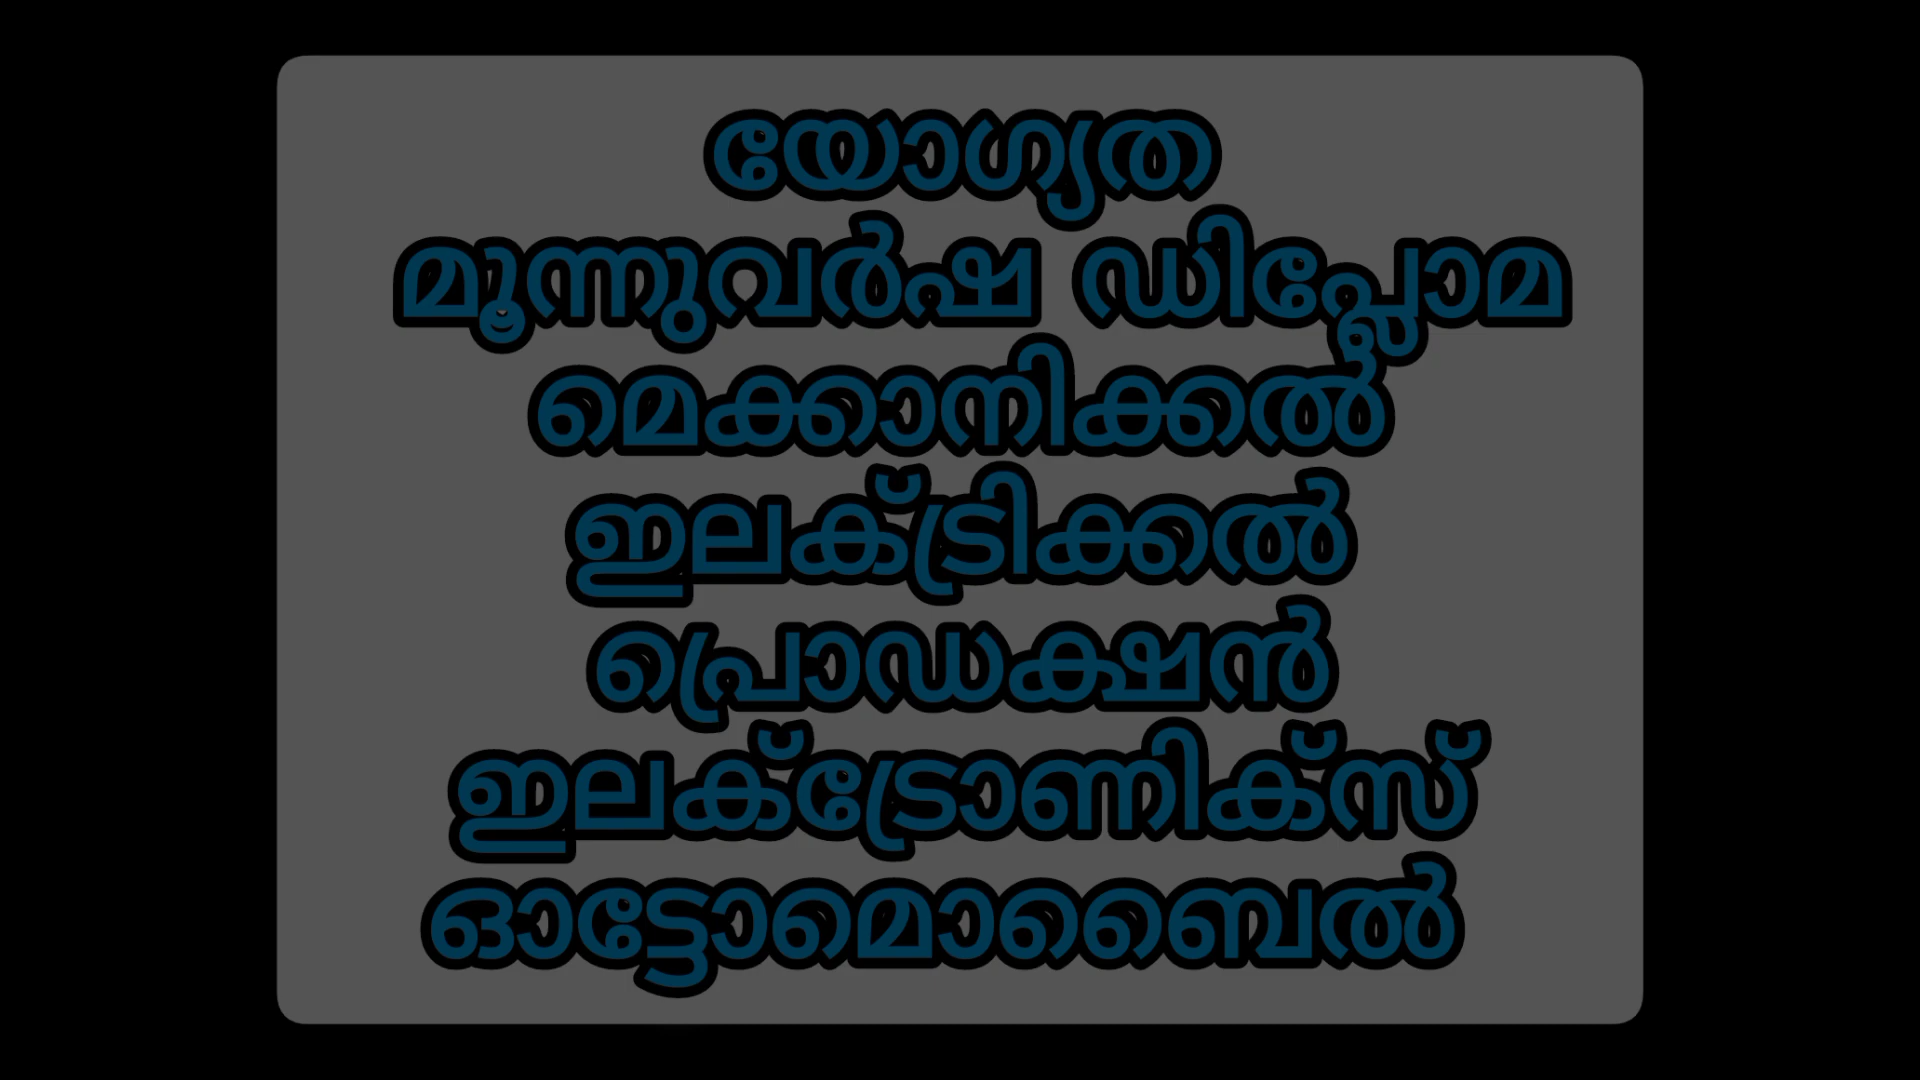 യോഗ്യത
മൂന്നുവർഷ ഡിപ്ലോമ
മെക്കാനിക്കൽ
ഇലക്ട്രിക്കൽ
പ്രൊഡക്ഷൻ
ഇലക്ട്രോണിക്സ്
ഓട്ടോമൊബൈൽ